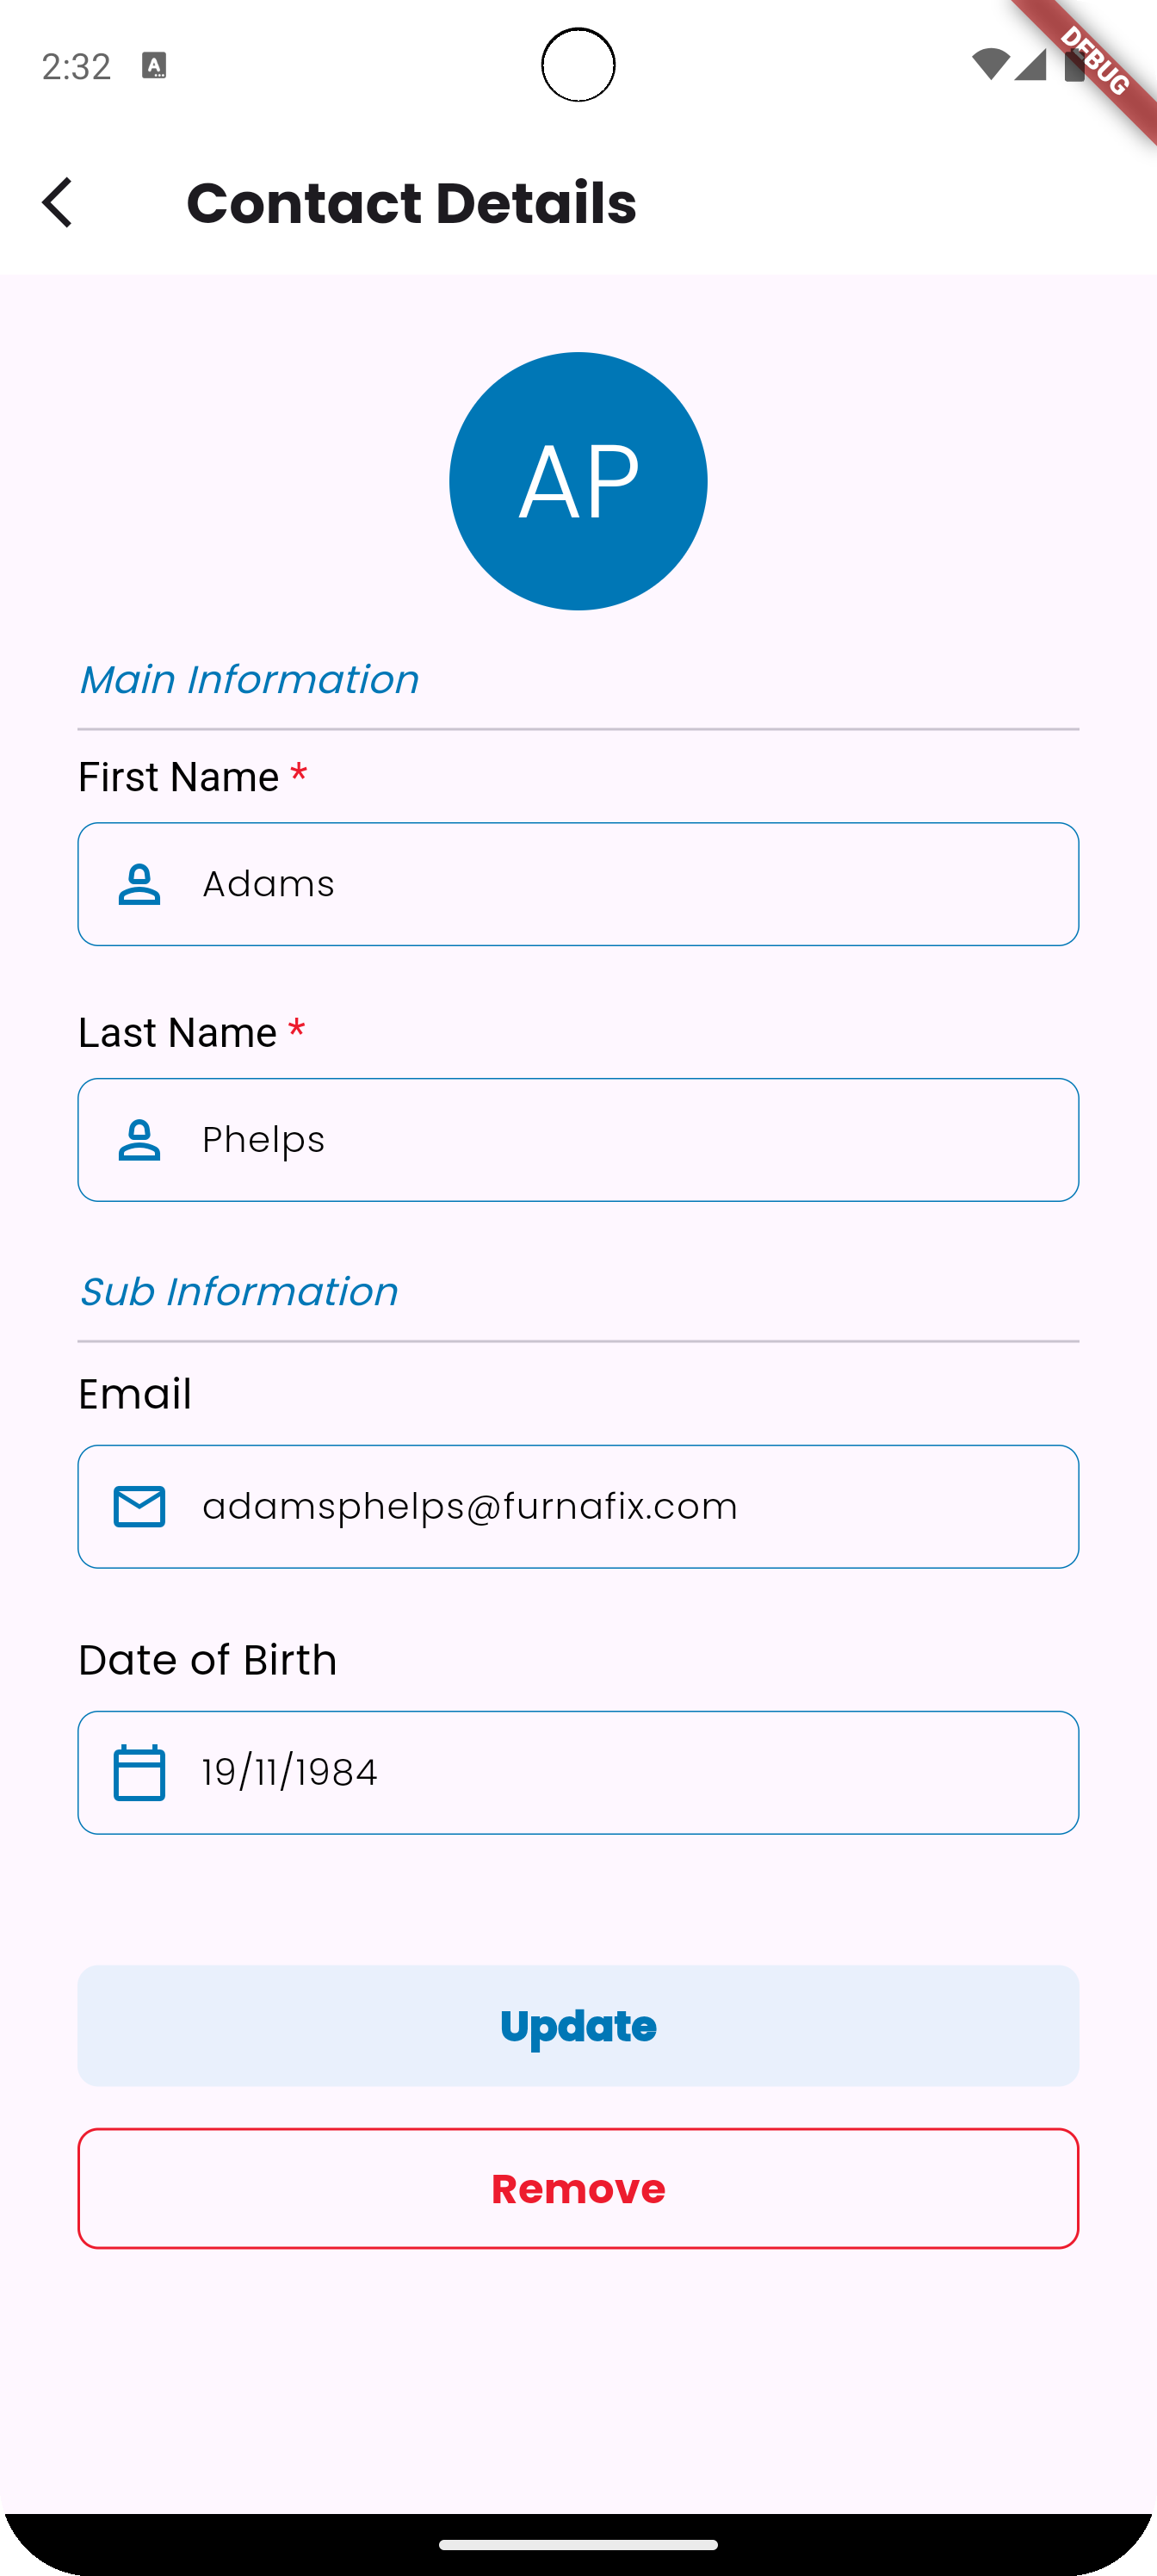 2:32
A
DEBUG
Contact Details
AP
Main Information
First Name *
Adams
Last Name *
Phelps
Sub Information
Email
adamsphelps@furnafix.com
Date of Birth
19/11/1984
Update
Remove